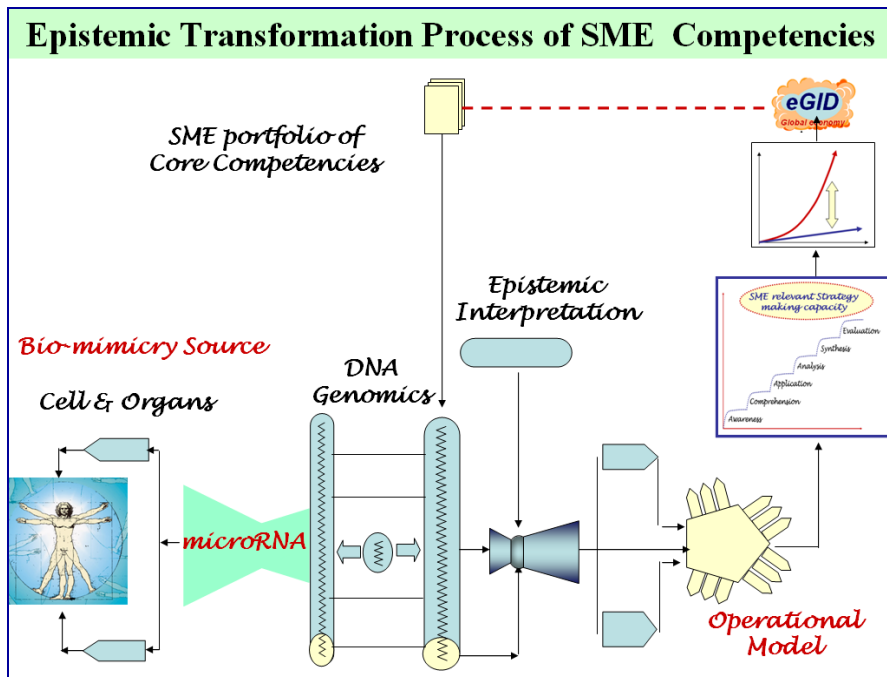 Epistemic Transformation Process of SME Competencies
eGID
Global economy
SME portfolio of
Core Competencies
Epistemic
Interpretation
SME relevant Strategy
making capacity
Evaluation
Synthesis
Analysis
Application
Comprehension
Awareness
Bio-mimicry Source
DNA
Genomics
Cell & Organs
microRNA
Operational
Model